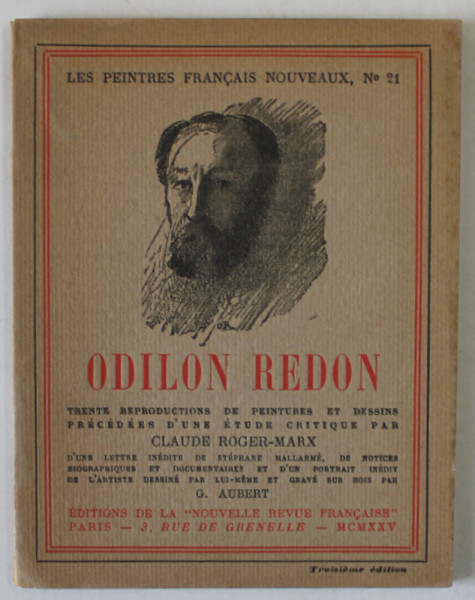 LES PEINTRES FRANÇAIS NOUVEAUX, No 21
ODILON REDON
TRENTE REPRODUCTIONS DE PEINTURES ET DESSINS
PRÉCÉDÉES D'UNE ÉTUDE CRITIQUE PAR
CLAUDE ROGER-MARX
D'UNE LETTRE INÉDITE DE STÉPHANE MALLARMÉ, DE NOTICES
BIOGRAPHIQUES ET DOCUMENTAIRES ET D'UN PORTRAIT INÉDIT
DE L'ARTISTE DESSINÉ PAR LUI-MÊME ET GRAVÉ SUR BOIS PAR
G. AUBERT
ÉDITIONS DE LA "NOUVELLE REVUE FRANÇAISE"
PARIS — 3, RUE DE GRENELLE — MCMXXV
Troisième édition